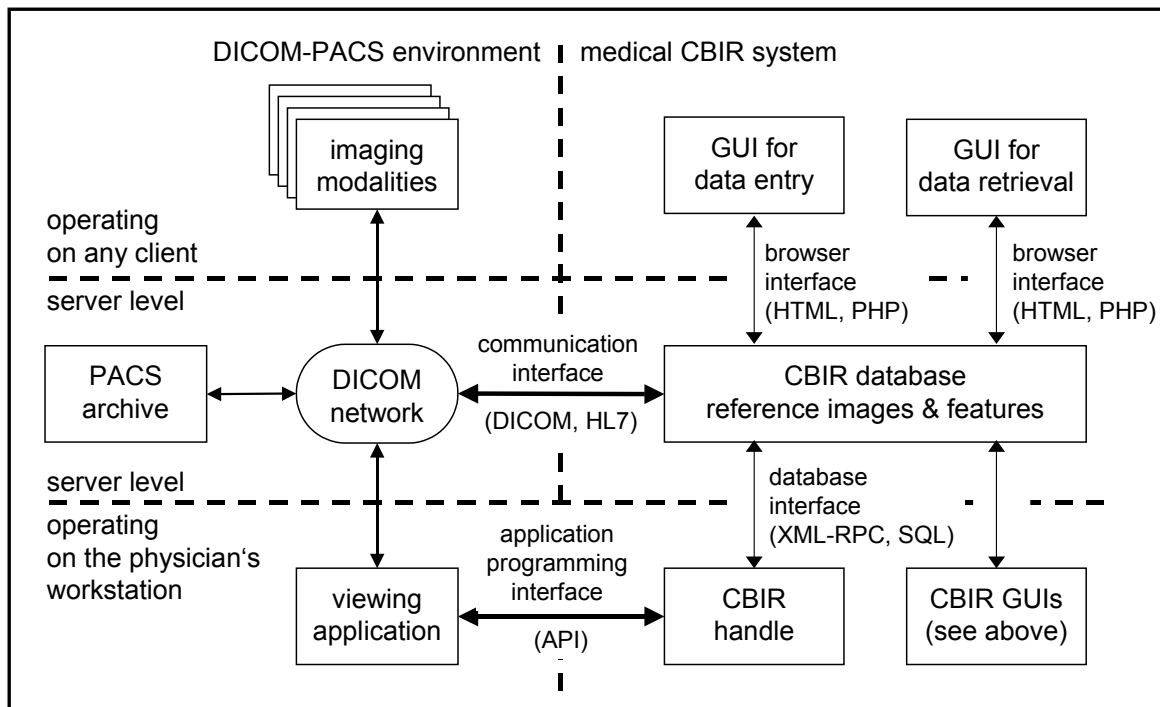 DICOM-PACS environment
medical CBIR system
imaging
modalities
GUI for
data entry
GUI for
data retrieval
operating
on any client
browser
interface
(HTML, PHP)
browser
interface
(HTML, PHP)
server level
PACS
archive
DICOM
network
communication
interface
(DICOM, HL7)
CBIR database
reference images & features
server level
database
interface
(XML-RPC, SQL)
operating
on the physician‘s
workstation
application
programming
interface
(API)
viewing
application
CBIR
handle
CBIR GUIs
(see above)